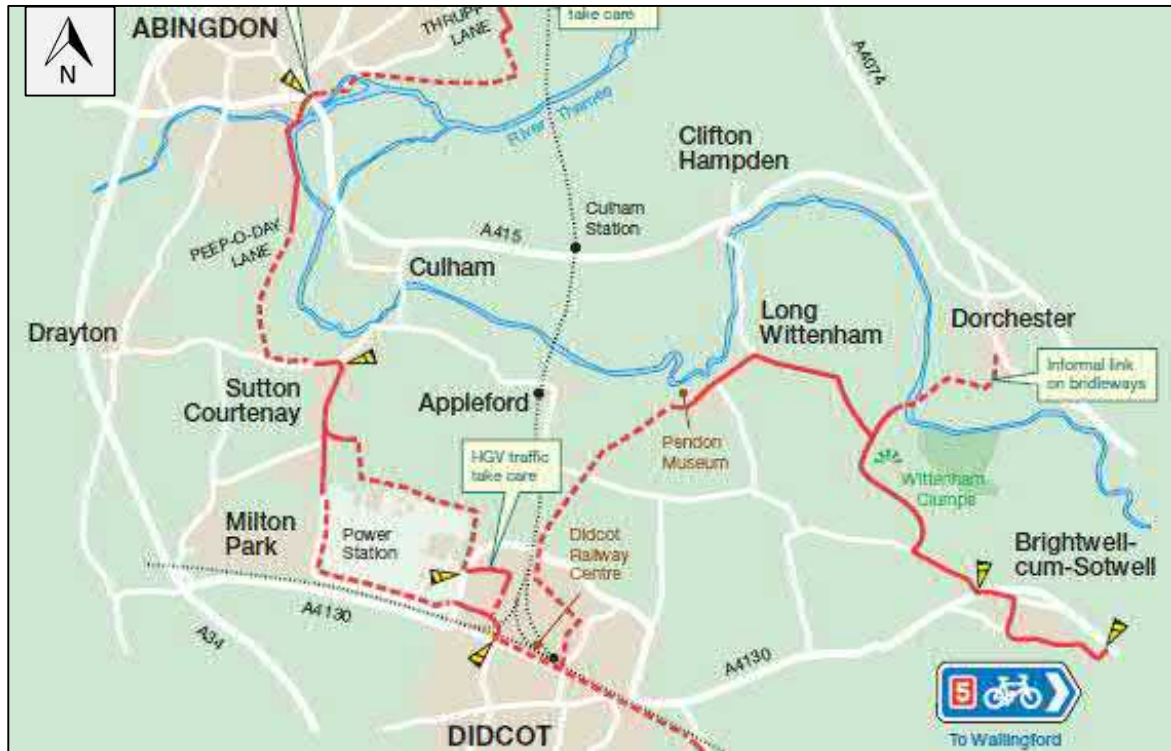 take care
ABINGDON
THRUPP
LANE
N
A4074
River Thames
Clifton
Hampden
Culham
Station
A415
PEEP-O-DAY
LANE
Culham
Long
Wittenham
Dorchester
Drayton
Informal link
on bridleways
Sutton
Courtenay
Appleford
Pendon
Museum
HGV traffic
take care
Wittenham
Clumps
Milton
Park
Power
Station
Didcot
Railway
Centre
Brightwell-
cum-Sotwell
A4130
A34
A4130
5
DIDCOT
To Wallingford